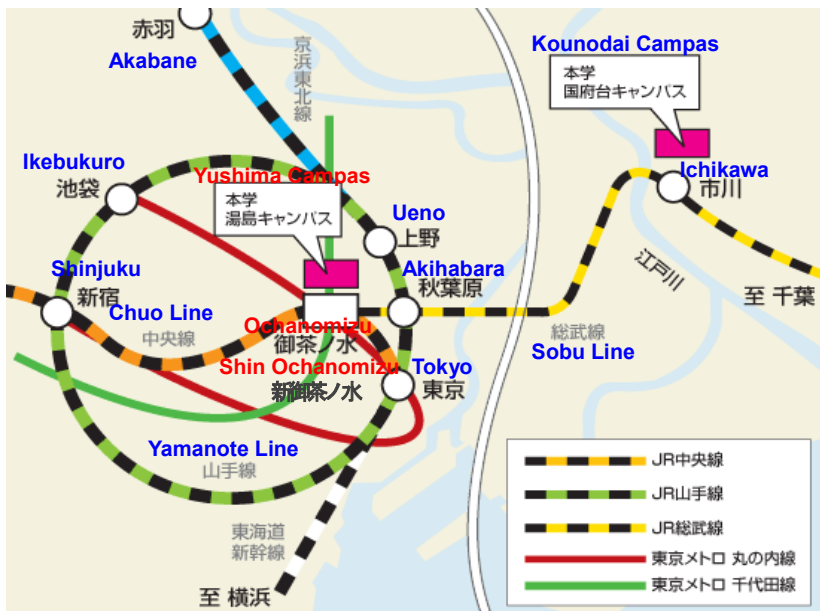 赤羽
Akabane
京浜東北線
Kounodai Campas
本学
国府台キャンパス
Ikebukuro
池袋
Yushima Campas
本学
湯島キャンパス
Ueno
上野
Ichikawa
市川
Shinjuku
新宿
Akihabara
秋葉原
江戸川
至 千葉
Chuo Line
中央線
Ochanomizu
御茶ノ水
総武線
Sobu Line
Shin Ochanomizu
新御茶ノ水
Tokyo
東京
Yamanote Line
山手線
東海道
新幹線
至 横浜
JR中央線
JR山手線
JR総武線
東京メトロ 丸の内線
東京メトロ 千代田線